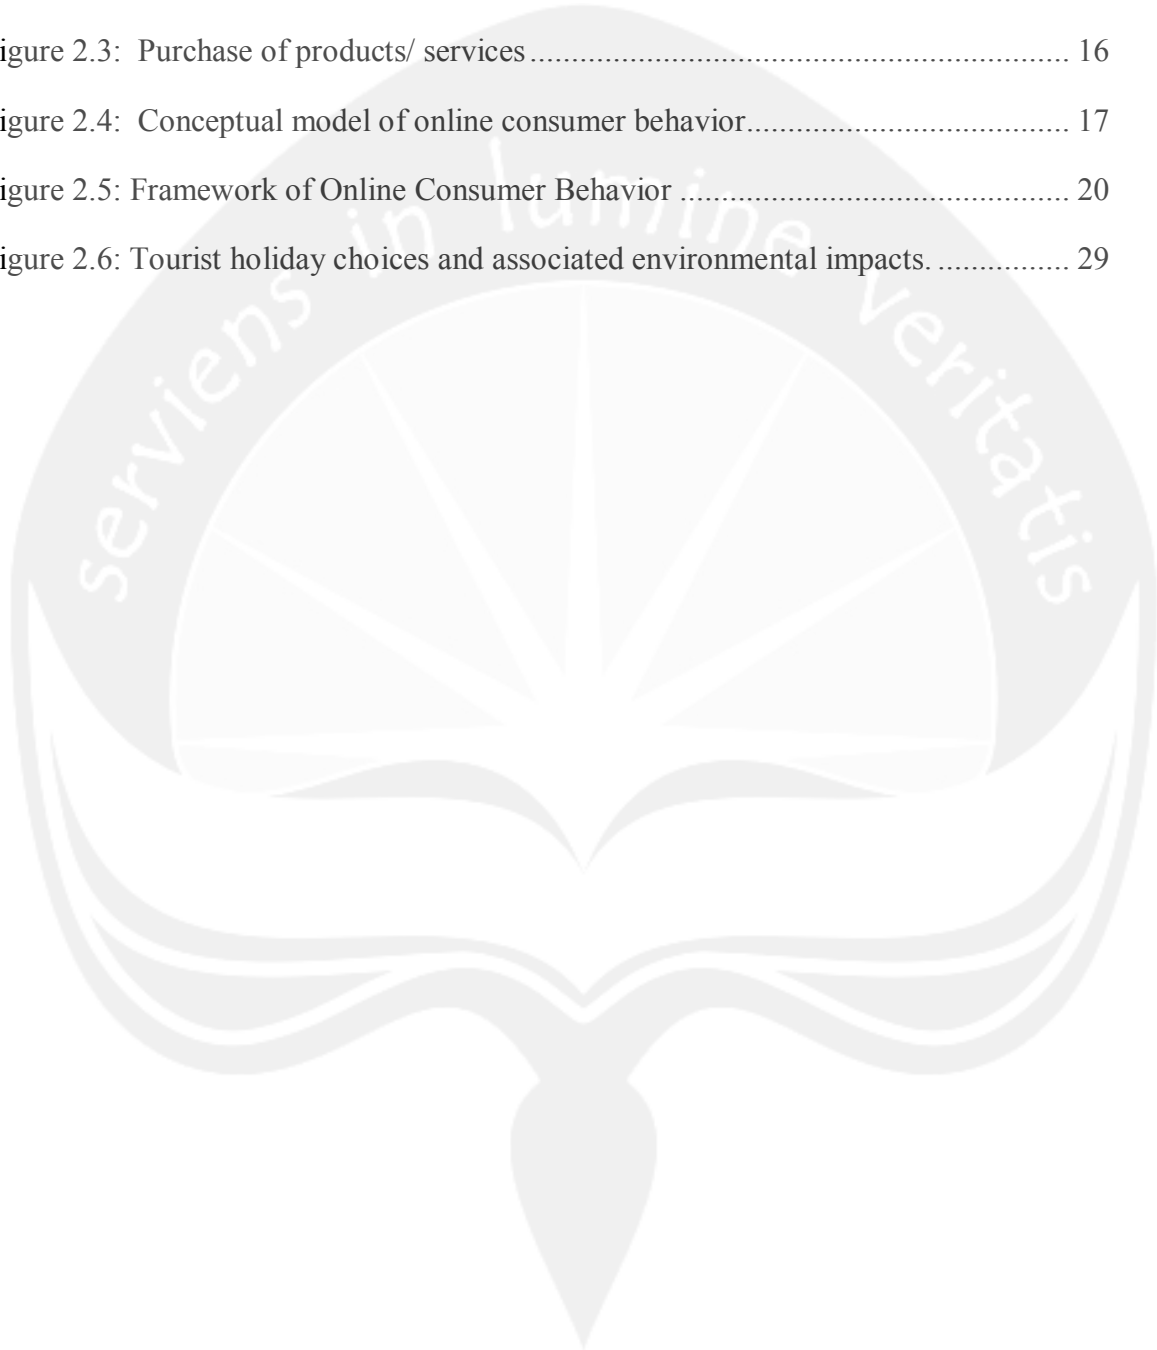 igure 2.3:  Purchase of products/ services.................................................................... 16
igure 2.4:  Conceptual model of online consumer behavior......................................... 17
igure 2.5: Framework of Online Consumer Behavior ................................................. 20
igure 2.6: Tourist holiday choices and associated environmental impacts. ................ 29
serviens in lumine veritatis